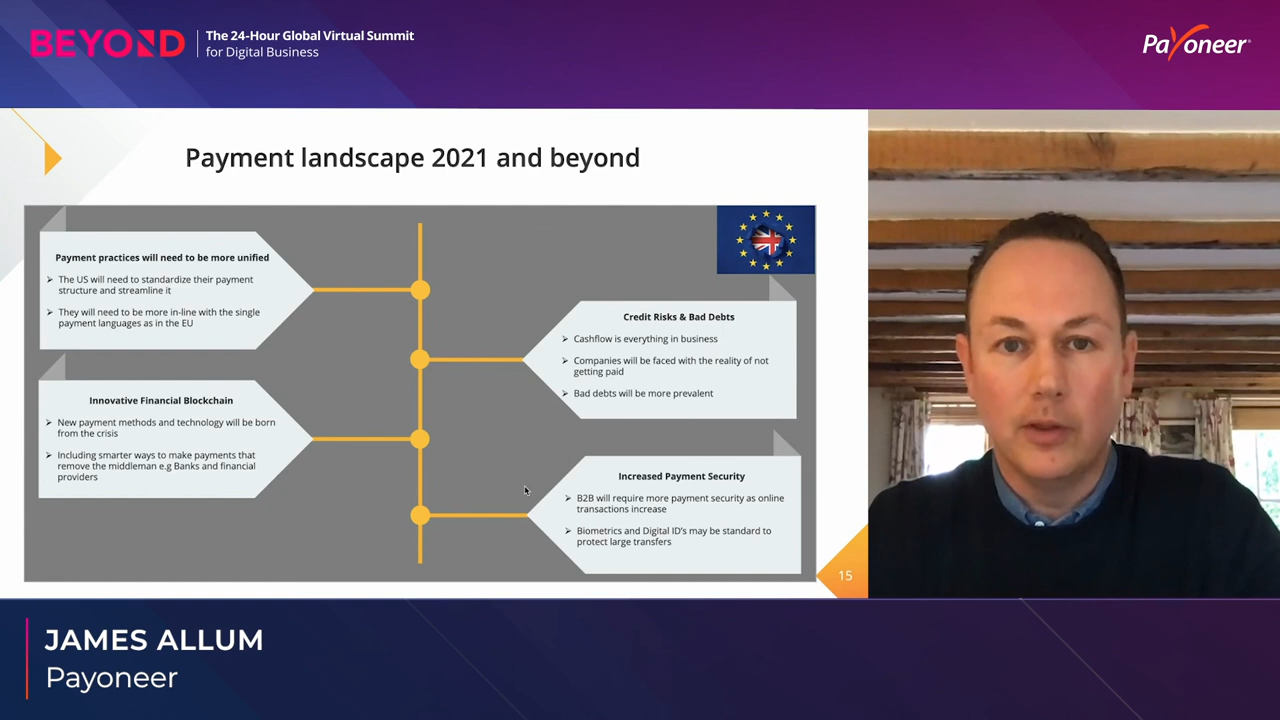 BEYOND
The 24-Hour Global Virtual Summit
for Digital Business
Payoneer
Payment landscape 2021 and beyond
Payment practices will need to be more unified
➢ The US will need to standardize their payment
structure and streamline it
➢ They will need to be more in-line with the single
payment languages as in the EU
Credit Risks & Bad Debts
➢ Cashflow is everything in business
➢ Companies will be faced with the reality of not
getting paid
➢ Bad debts will be more prevalent
Innovative Financial Blockchain
➢ New payment methods and technology will be born
from the crisis
➢ Including smarter ways to make payments that
remove the middleman e.g Banks and financial
providers
Increased Payment Security
➢ B2B will require more payment security as online
transactions increase
➢ Biometrics and Digital ID's may be standard to
protect large transfers
15
JAMES ALLUM
Payoneer